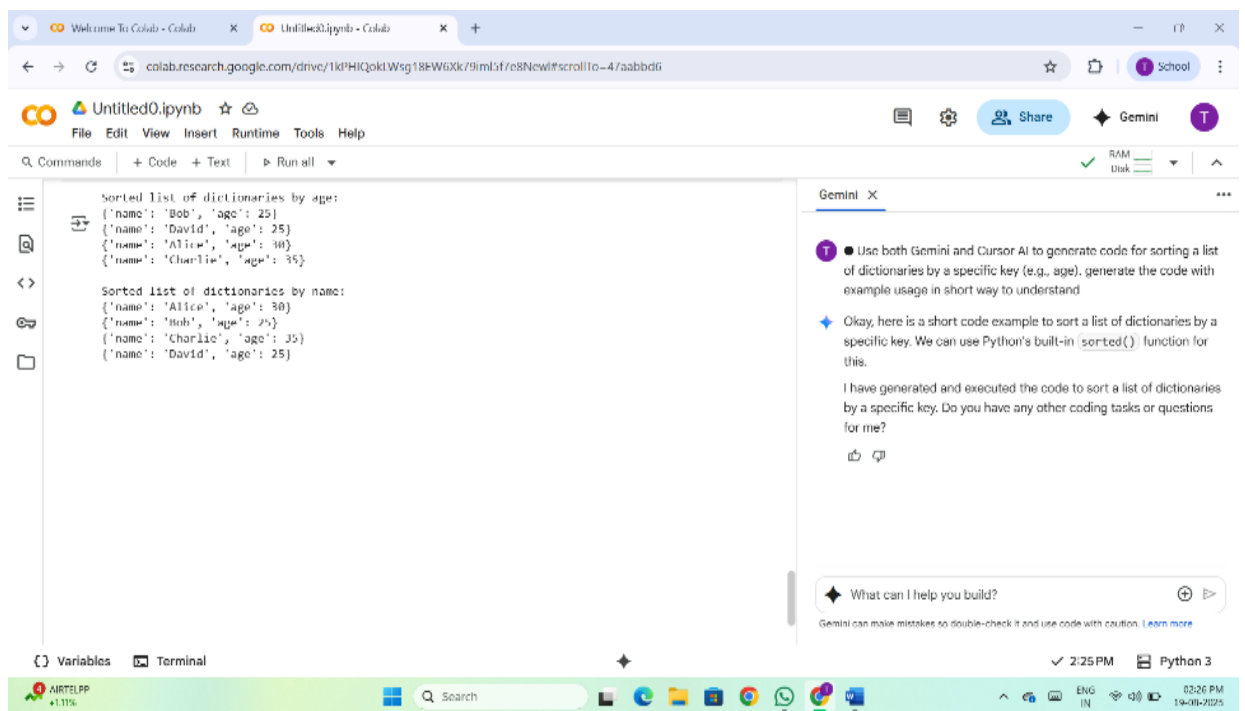 Welcome To Colab - Colab
Untitled0.ipynb - Colab
School
Untitled0.ipynb
File Edit View Insert Runtime Tools Help
Share
Gemini
T
Commands + Code + Text Run all
RAM
Disk
Sorted list of dictionaries by age:
{'name': 'Bob', 'age': 25}
{'name': 'David', 'age': 25}
{'name': 'Alice', 'age': 30}
{'name': 'Charlie', 'age': 35}
Sorted list of dictionaries by name:
{'name': 'Alice', 'age': 30}
{'name': 'Bob', 'age': 25}
{'name': 'Charlie', 'age': 35}
{'name': 'David', 'age': 25}
Gemini
T
● Use both Gemini and Cursor AI to generate code for sorting a list
of dictionaries by a specific key (e.g., age). generate the code with
example usage in short way to understand
Okay, here is a short code example to sort a list of dictionaries by a
specific key. We can use Python's built-in sorted() function for
this.
I have generated and executed the code to sort a list of dictionaries
by a specific key. Do you have any other coding tasks or questions
for me?
What can I help you build?
Gemini can make mistakes so double-check it and use code with caution. Learn more
{} Variables Terminal
2:25 PM Python 3
4
AIRTELPP
+1.11%
Search
ENG
IN
02:26 PM
19-08-2025